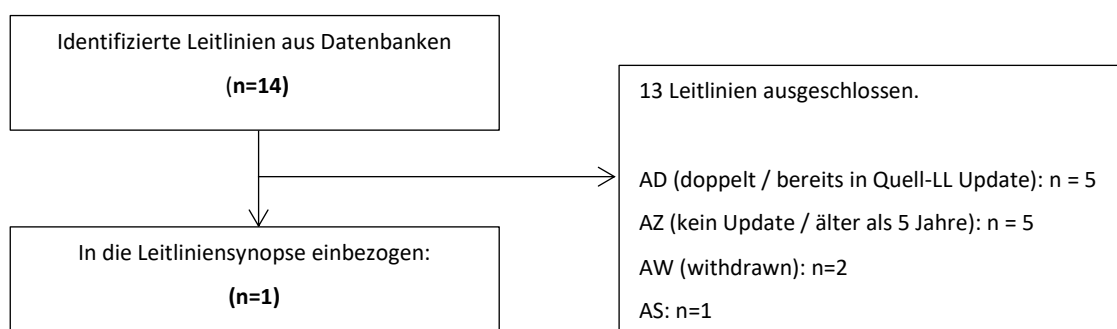 Identifizierte Leitlinien aus Datenbanken
(n=14)
13 Leitlinien ausgeschlossen.
AD (doppelt / bereits in Quell-LL Update): n = 5
AZ (kein Update / älter als 5 Jahre): n = 5
AW (withdrawn): n=2
AS: n=1
In die Leitliniensynopse einbezogen:
(n=1)